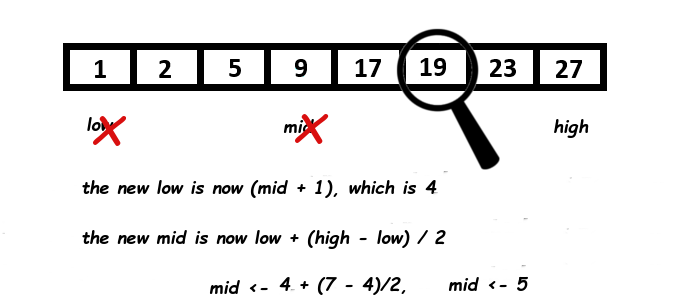 1 2 5 9 17 19 23 27
low mid high
the new low is now (mid + 1), which is 4
the new mid is now low + (high - low) / 2
mid <- 4 + (7 - 4)/2, mid <- 5